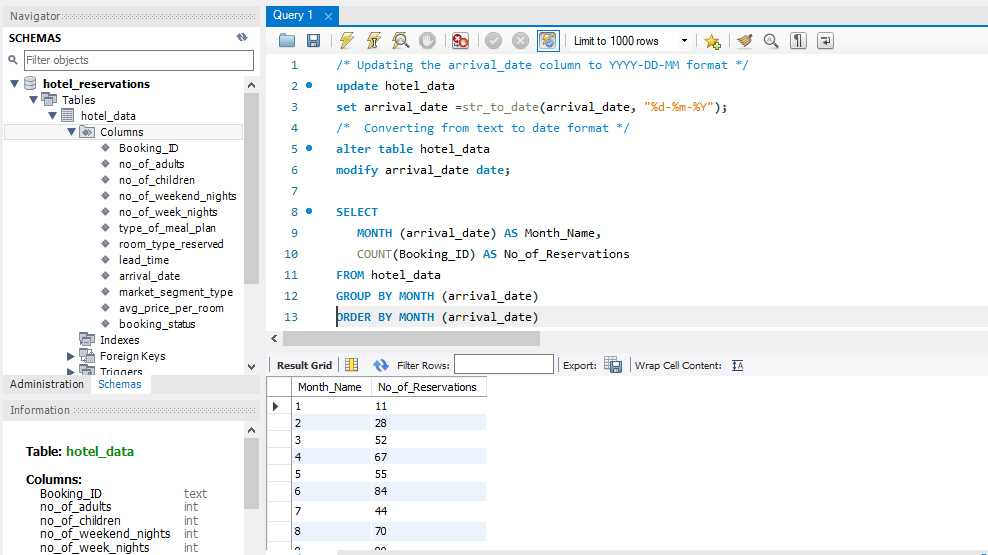 Navigator
SCHEMAS
Filter objects
hotel_reservations
Tables
hotel_data
Columns
Booking_ID
no_of_adults
no_of_children
no_of_weekend_nights
no_of_week_nights
type_of_meal_plan
room_type_reserved
lead_time
arrival_date
market_segment_type
avg_price_per_room
booking_status
Indexes
Foreign Keys
Triggers
Administration Schemas
Information
Table: hotel_data
Columns:
Booking_ID text
no_of_adults int
no_of_children int
no_of_weekend_nights int
no_of_week_nights int
Query 1
Limit to 1000 rows
1 /* Updating the arrival_date column to YYYY-DD-MM format */
2 update hotel_data
3 set arrival_date =str_to_date(arrival_date, "%d-%m-%Y");
4 /*  Converting from text to date format */
5 alter table hotel_data
6 modify arrival_date date;
7
8 SELECT
9 MONTH (arrival_date) AS Month_Name,
10 COUNT(Booking_ID) AS No_of_Reservations
11 FROM hotel_data
12 GROUP BY MONTH (arrival_date)
13 ORDER BY MONTH (arrival_date)
Result Grid Filter Rows: Export: Wrap Cell Content:
Month_Name No_of_Reservations
1 11
2 28
3 52
4 67
5 55
6 84
7 44
8 70